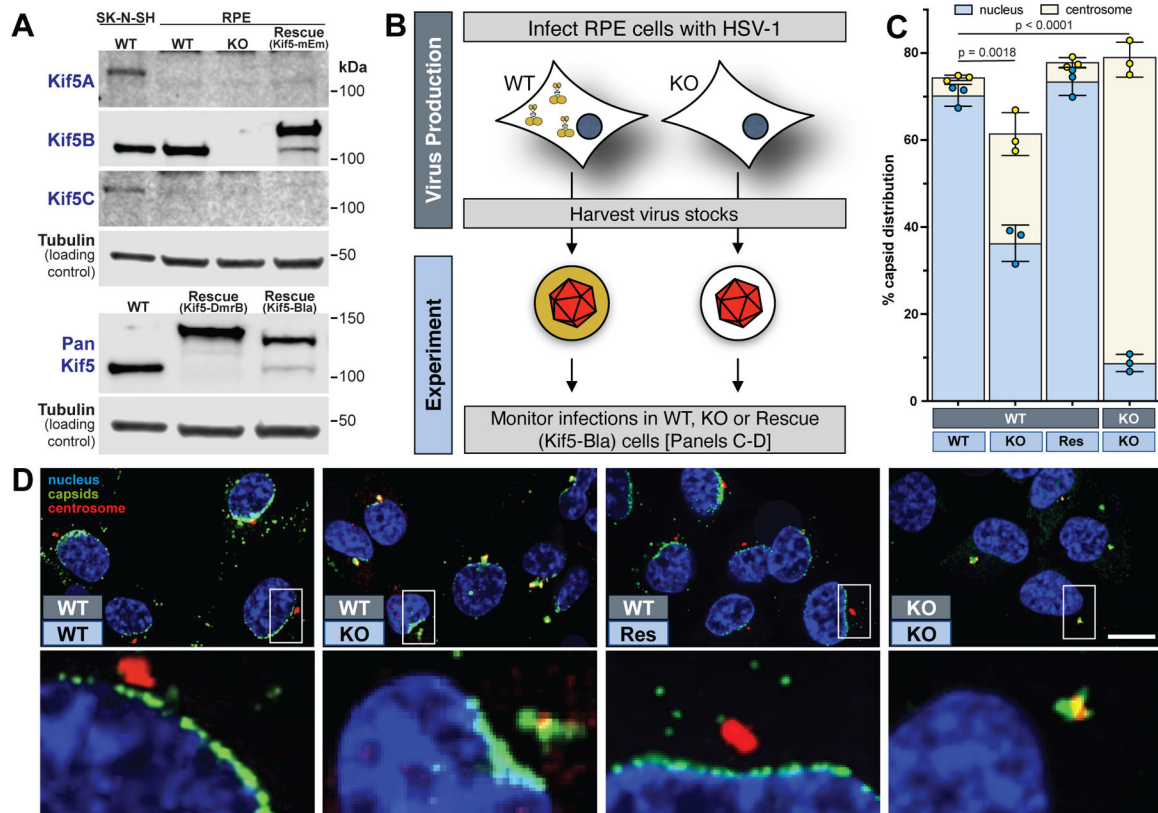 A
SK-N-SH RPE
WT WT KO Rescue
(Kif5-mEm)
kDa
Kif5A
–100
Kif5B
–100
Kif5C
–100
Tubulin
(loading
control)
–50
WT Rescue Rescue
(Kif5-DmrB) (Kif5-Bla)
–150
Pan
Kif5
–100
Tubulin
(loading
control)
–50
B
Virus Production
Infect RPE cells with HSV-1
WT KO
Harvest virus stocks
Experiment
Monitor infections in WT, KO or Rescue
(Kif5-Bla) cells [Panels C-D]
C
nucleus centrosome
p < 0.0001
p = 0.0018
% capsid distribution
80
60
40
20
0
WT KO
WT KO Res KO
D
nucleus
capsids
centrosome
WT WT WT KO
WT KO Res KO